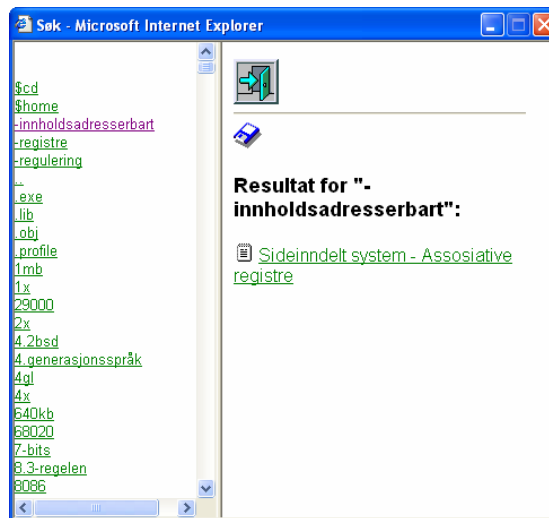 Søk - Microsoft Internet Explorer
$cd
$home
-innholdsadresserbart
-registre
-regulering
..
.exe
.lib
.obj
.profile
1mb
1x
29000
2x
4.2bsd
4.generasjonsspråk
4gl
4x
640kb
68020
7-bits
8.3-regelen
8086
Resultat for "-
innholdsadresserbart":
Sideinndelt system - Assosiative
registre